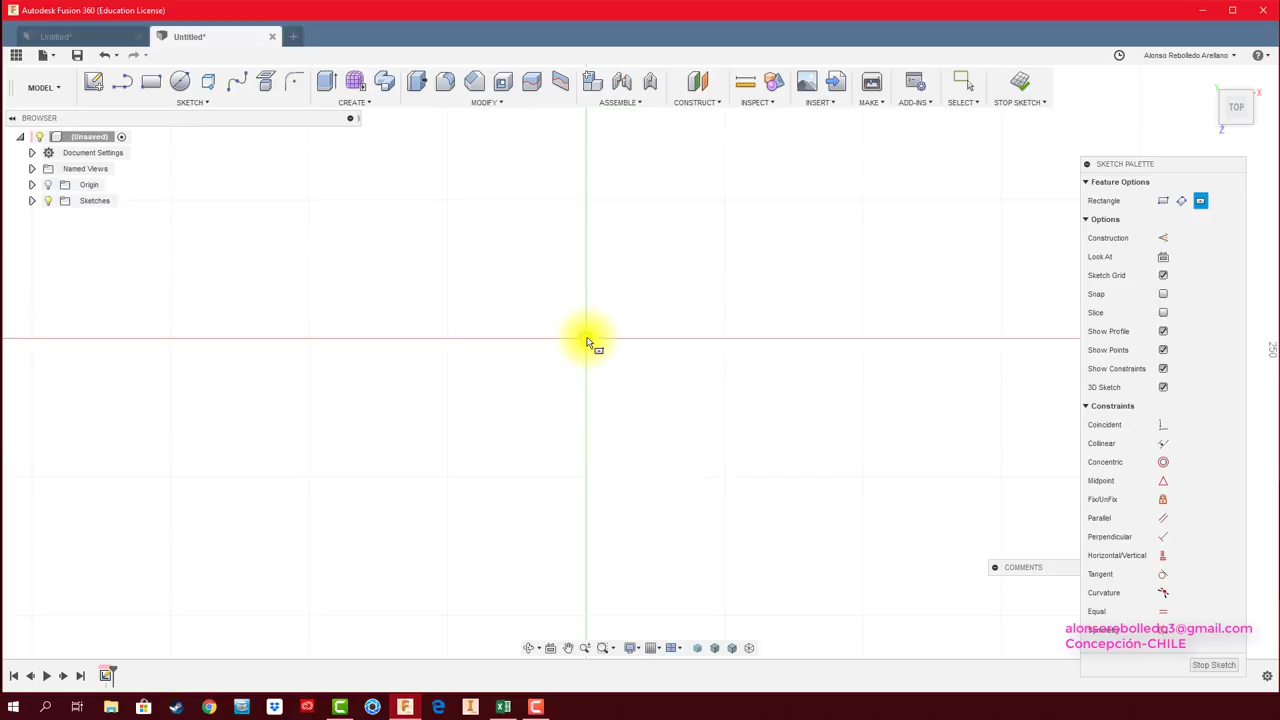 Autodesk Fusion 360 (Education License)
Untitled*
Untitled*
Alonso Rebolledo Arellano
MODEL
SKETCH
CREATE
MODIFY
ASSEMBLE
CONSTRUCT
INSPECT
INSERT
MAKE
ADD-INS
SELECT
STOP SKETCH
TOP
X
Y
Z
BROWSER
(Unsaved)
Document Settings
Named Views
Origin
Sketches
SKETCH PALETTE
Feature Options
Rectangle
Options
Construction
Look At
Sketch Grid
Snap
Slice
Show Profile
Show Points
Show Constraints
3D Sketch
Constraints
Coincident
Collinear
Concentric
Midpoint
Fix/UnFix
Parallel
Perpendicular
Horizontal/Vertical
Tangent
Curvature
Equal
250
COMMENTS
alonsorebolledo3@gmail.com
Concepción-CHILE
Stop Sketch